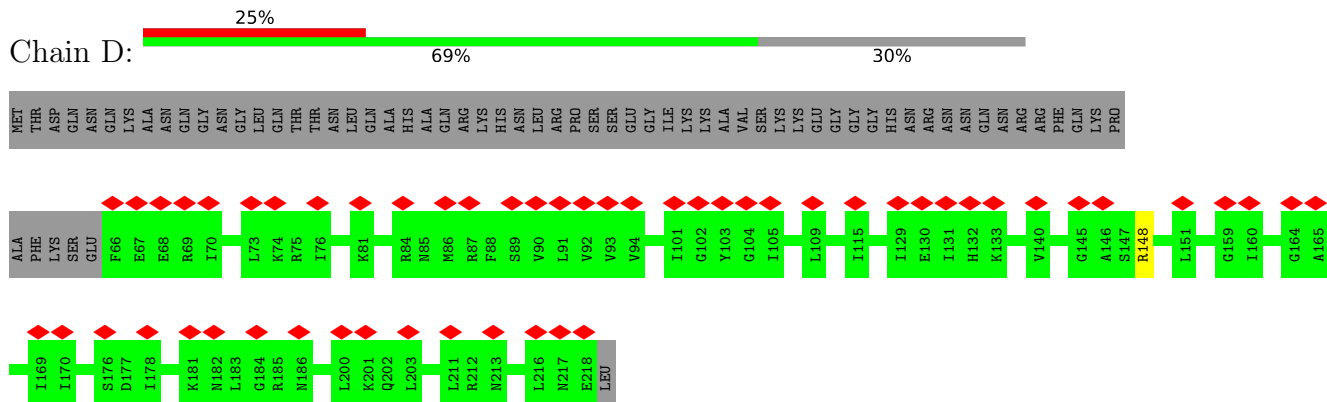 25%
Chain D:
69% 30%
MET THR ASP GLN ASN GLN LYS ALA ASN GLN GLY ASN GLY LEU GLN THR THR ASN LEU GLN ALA HIS ALA GLN ARG LYS HIS ASN LEU ARG PRO SER SER GLU GLY ILE LYS LYS ALA VAL SER LYS LYS GLU GLY GLY GLY HIS ASN ARG ASN ASN GLN ASN ARG ARG PHE GLN LYS PRO
ALA PHE LYS SER GLU F66 E67 E68 R69 I70 L73 K74 R75 I76 K81 R84 N85 M86 R87 F88 S89 V90 L91 V92 V93 V94 I101 G102 Y103 G104 I105 L109 I115 I129 E130 I131 H132 K133 V140 G145 A146 S147 R148 L151 G159 I160 G164 A165
I169 I170 S176 D177 I178 K181 N182 L183 G184 R185 N186 L200 K201 Q202 L203 L211 R212 N213 L216 N217 E218 LEU